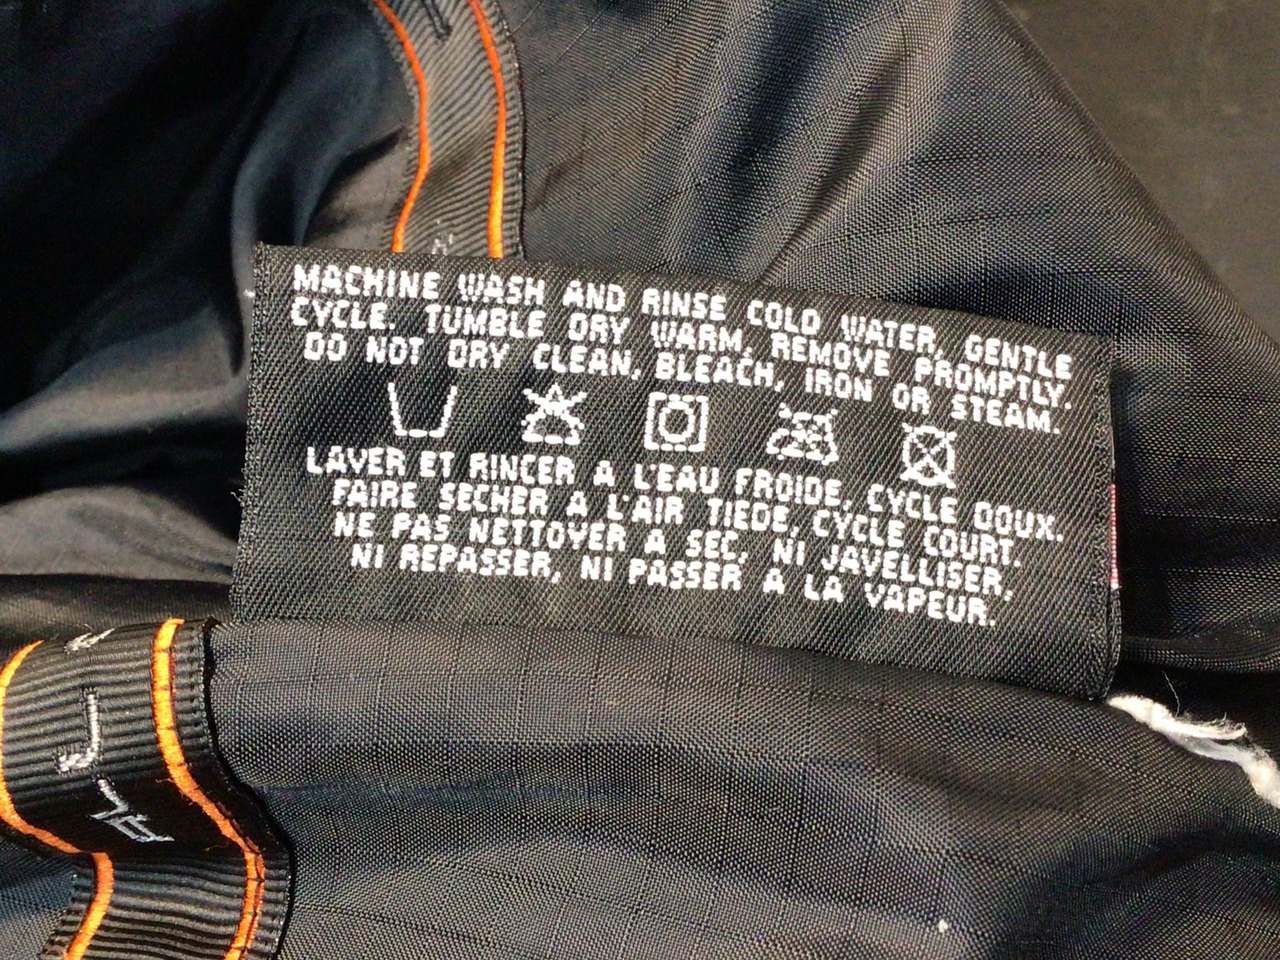 MACHINE WASH AND RINSE COLD WATER, GENTLE
CYCLE. TUMBLE DRY WARM, REMOVE PROMPTLY.
DO NOT DRY CLEAN, BLEACH, IRON OR STEAM.
LAVER ET RINCER A L'EAU FROIDE, CYCLE DOUX.
FAIRE SECHER A L'AIR TIEDE, CYCLE COURT.
NE PAS NETTOYER A SEC, NI JAVELLISER,
NI REPASSER, NI PASSER A LA VAPEUR.